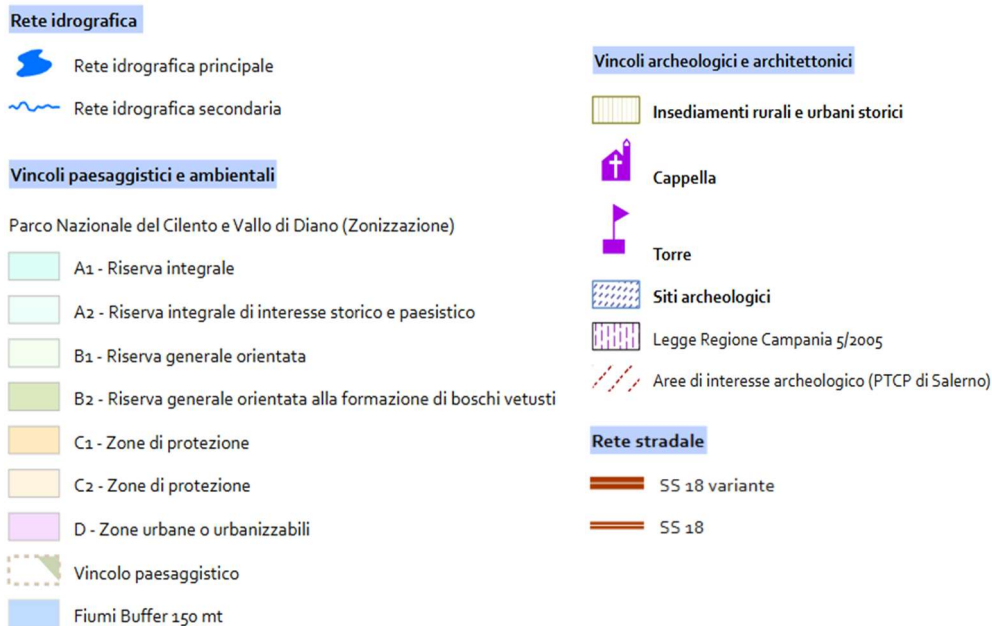 Rete idrografica
Rete idrografica principale
Rete idrografica secondaria
Vincoli paesaggistici e ambientali
Parco Nazionale del Cilento e Vallo di Diano (Zonizzazione)
A1 - Riserva integrale
A2 - Riserva integrale di interesse storico e paesistico
B1 - Riserva generale orientata
B2 - Riserva generale orientata alla formazione di boschi vetusti
C1 - Zone di protezione
C2 - Zone di protezione
D - Zone urbane o urbanizzabili
Vincolo paesaggistico
Fiumi Buffer 150 mt
Vincoli archeologici e architettonici
Insediamenti rurali e urbani storici
Cappella
Torre
Siti archeologici
Legge Regione Campania 5/2005
Aree di interesse archeologico (PTCP di Salerno)
Rete stradale
SS 18 variante
SS 18